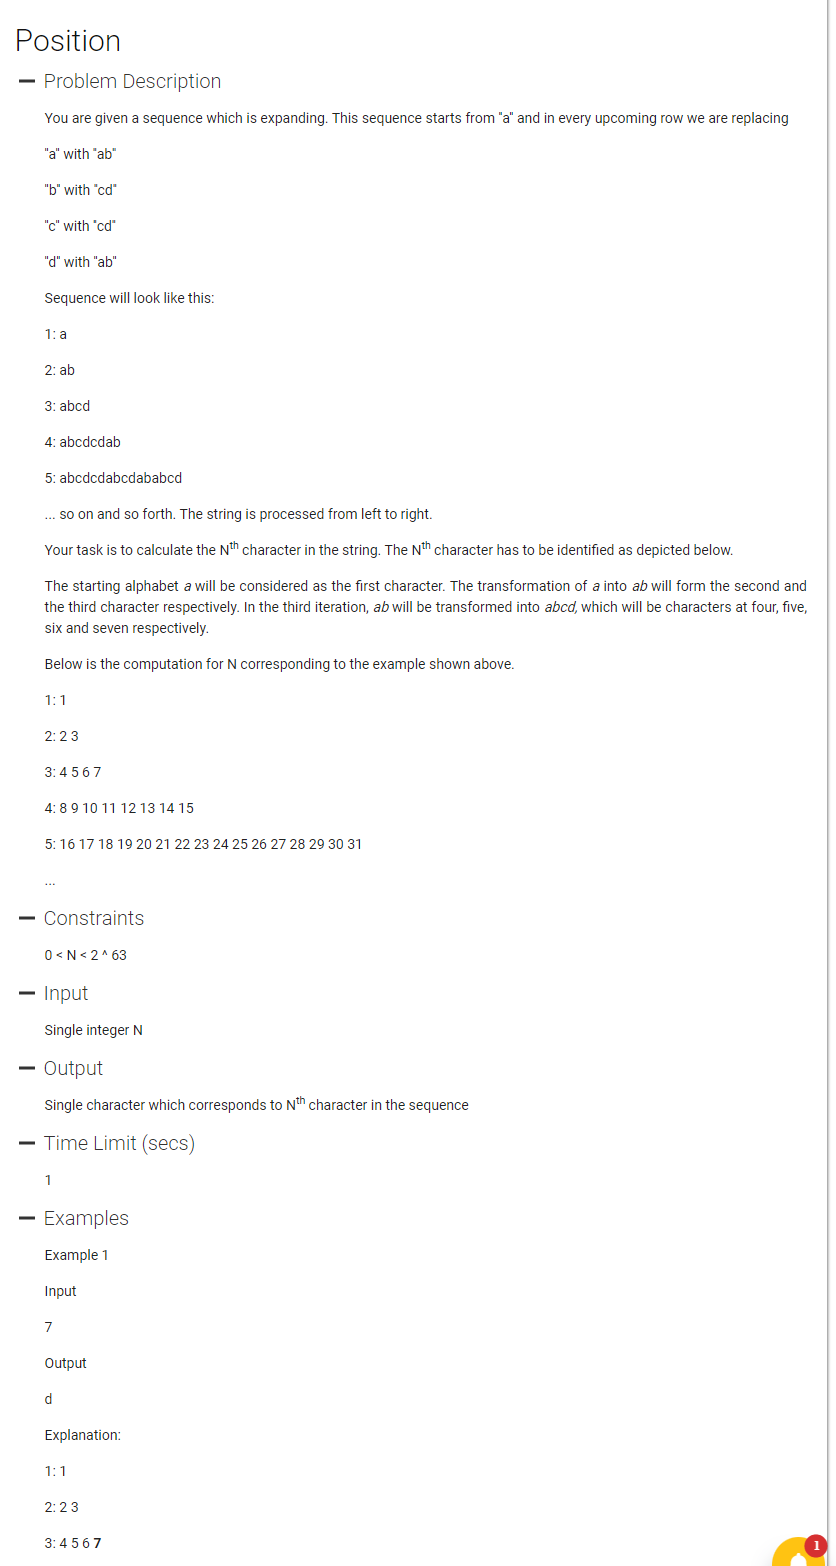 Position
Problem Description
You are given a sequence which is expanding. This sequence starts from "a" and in every upcoming row we are replacing
"a" with "ab"
"b" with "cd"
"c" with "cd"
"d" with "ab"
Sequence will look like this:
1: a
2: ab
3: abcd
4: abcdcdab
5: abcdcdabcdababcd
... so on and so forth. The string is processed from left to right.
Your task is to calculate the Nth character in the string. The Nth character has to be identified as depicted below.
The starting alphabet a will be considered as the first character. The transformation of a into ab will form the second and
the third character respectively. In the third iteration, ab will be transformed into abcd, which will be characters at four, five,
six and seven respectively.
Below is the computation for N corresponding to the example shown above.
1: 1
2: 2 3
3: 4 5 6 7
4: 8 9 10 11 12 13 14 15
5: 16 17 18 19 20 21 22 23 24 25 26 27 28 29 30 31
...
Constraints
0 < N < 2 ^ 63
Input
Single integer N
Output
Single character which corresponds to Nth character in the sequence
Time Limit (secs)
1
Examples
Example 1
Input
7
Output
d
Explanation:
1: 1
2: 2 3
3: 4 5 6 7
1